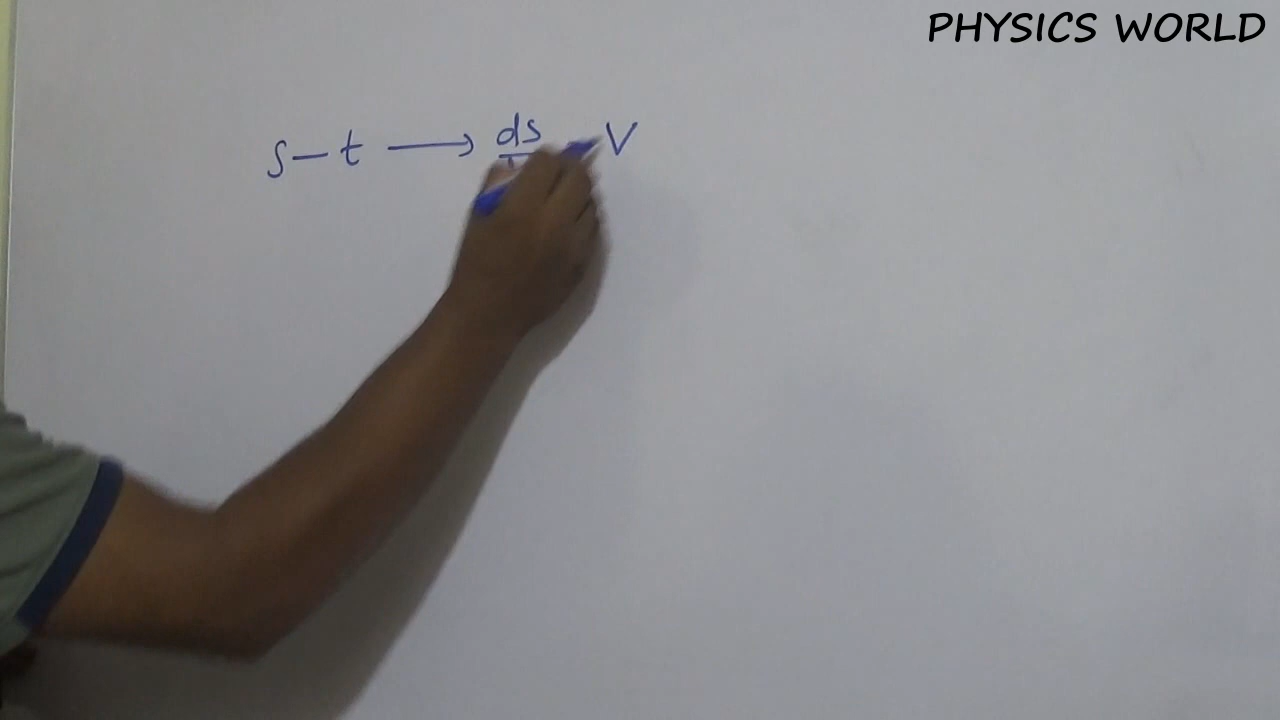 PHYSICS WORLD
s – t → ds V